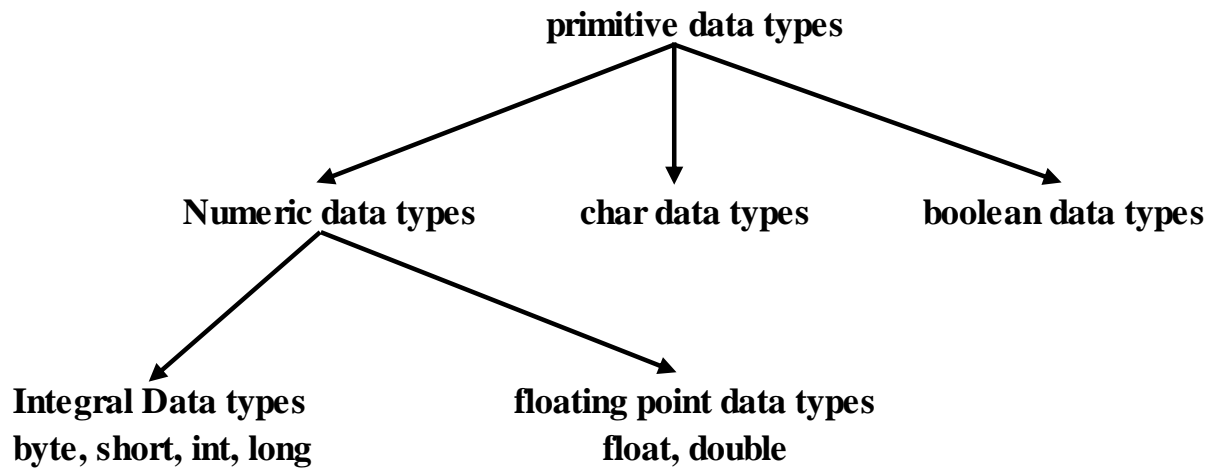 primitive data types
Numeric data types
char data types
boolean data types
Integral Data types
byte, short, int, long
floating point data types
float, double